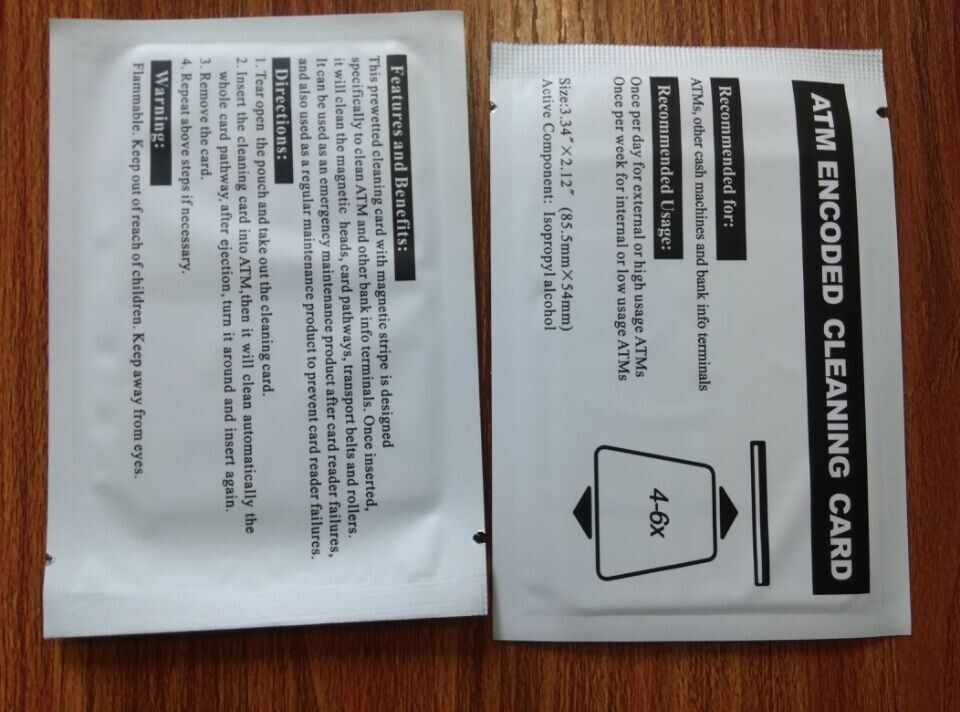 ATM ENCODED CLEANING CARD
Recommended for:
ATMs, other cash machines and bank info terminals
Recommended Usage:
Once per day for external or high usage ATMs
Once per week for internal or low usage ATMs
Size:3.34"×2.12" (85.5mm×54mm)
Active Component: Isopropyl alcohol
4-6x
Features and Benefits:
This prewetted cleaning card with magnetic stripe is designed
specifically to clean ATM and other bank info terminals. Once inserted,
it will clean the magnetic heads, card pathways, transport belts and rollers.
It can be used as an emergency maintenance product after card reader failures,
and also used as a regular maintenance product to prevent card reader failures.
Directions:
1. Tear open the pouch and take out the cleaning card.
2. Insert the cleaning card into ATM,then it will clean automatically the
whole card pathway, after ejection, turn it around and insert again.
3. Remove the card.
4. Repeat above steps if necessary.
Warning:
Flammable. Keep out of reach of children. Keep away from eyes.